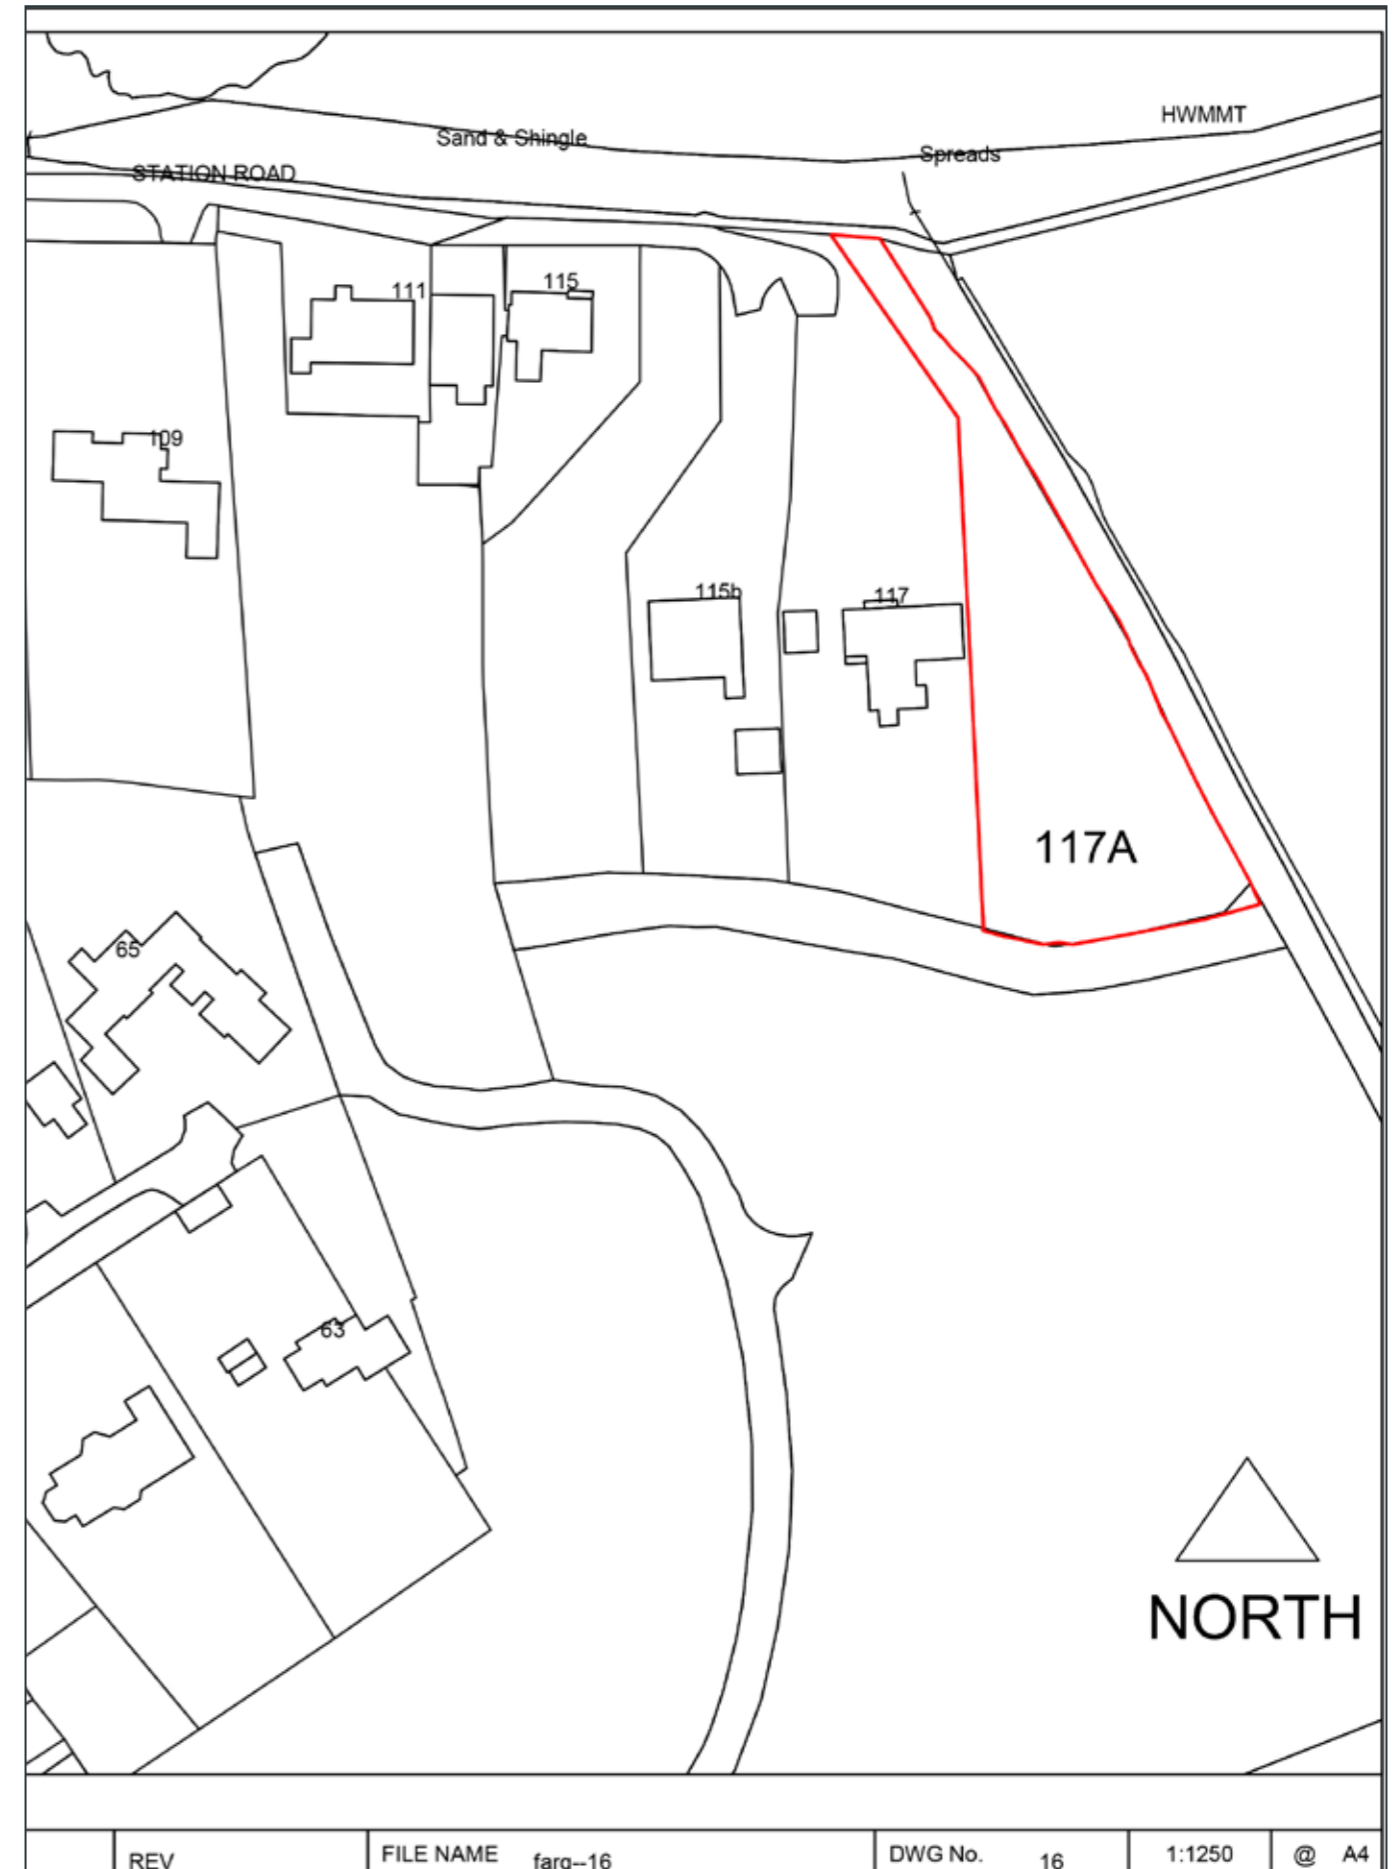 HWMMT
Sand & Shingle
Spreads
STATION ROAD
111
115
109
115b
117
117A
65
63
NORTH
REV
FILE NAME farg--16
DWG No. 16
1:1250
@ A4